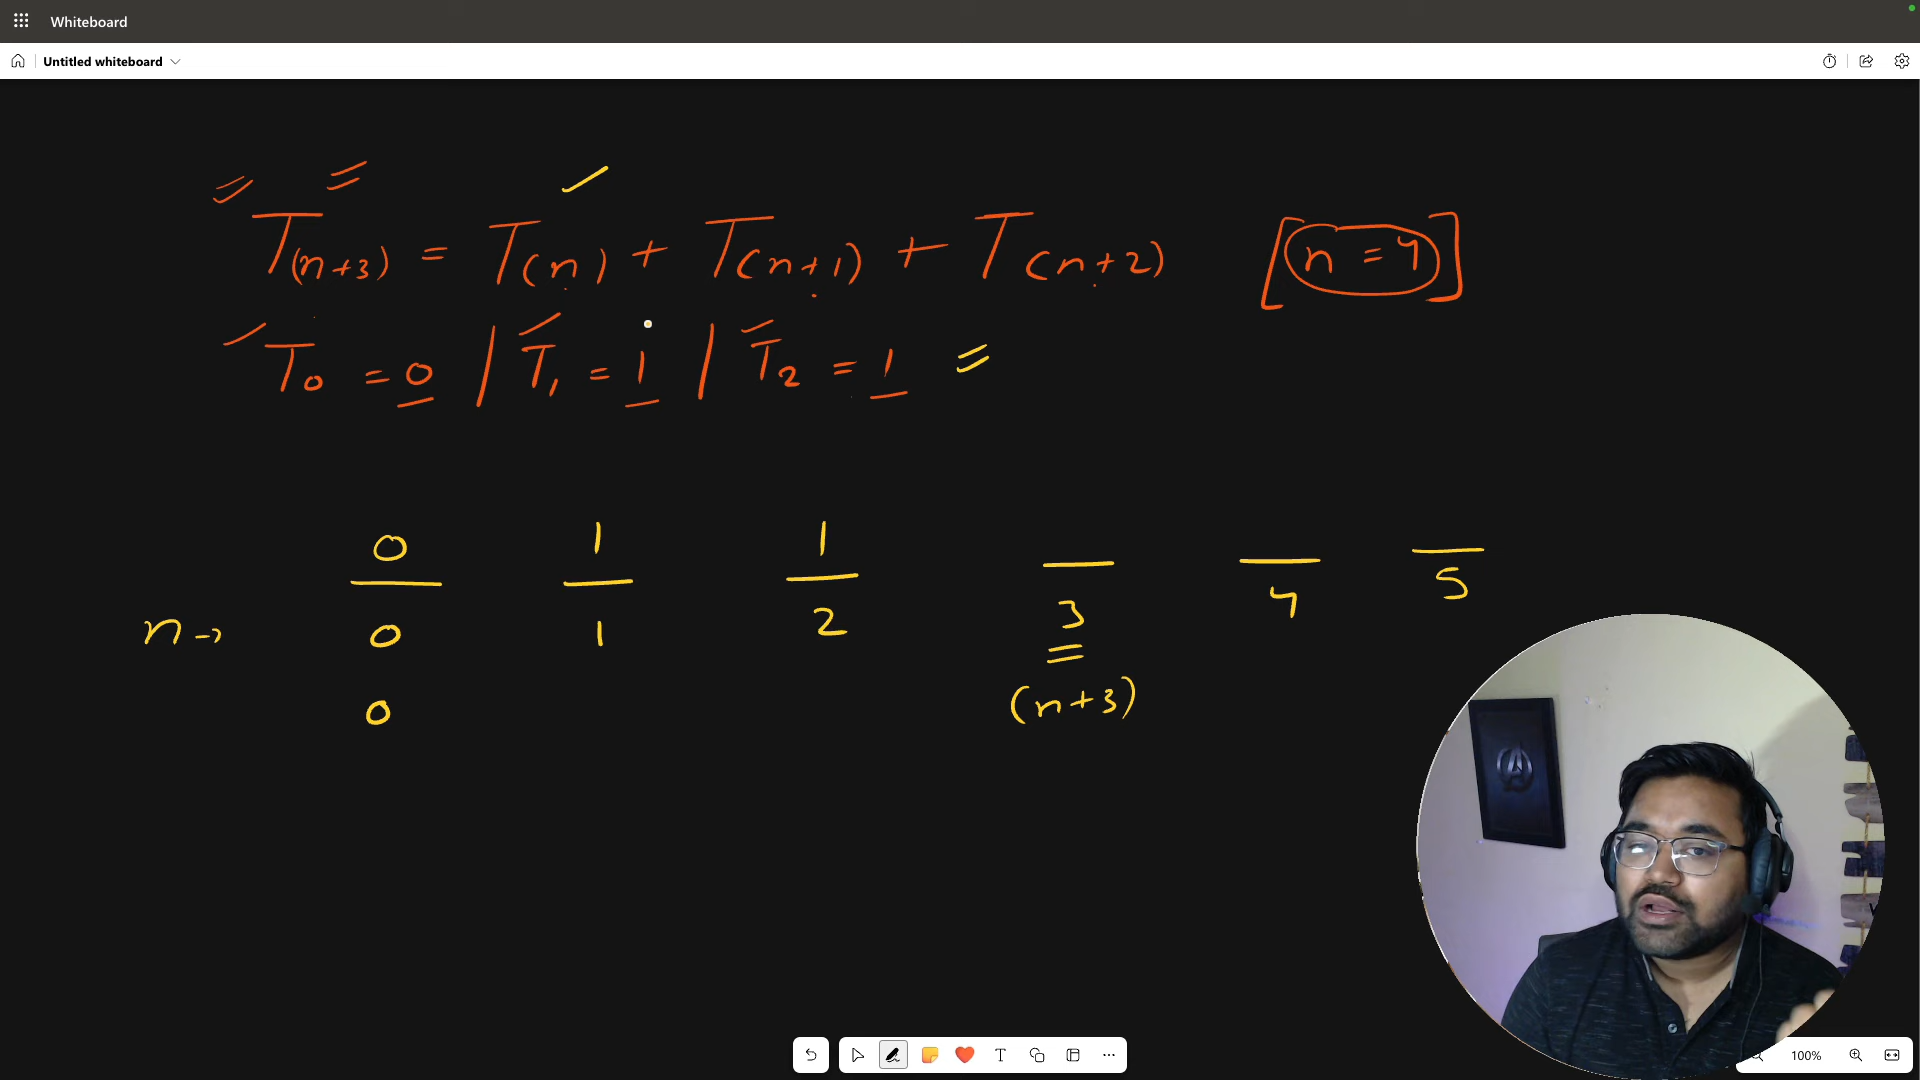 Whiteboard
Untitled whiteboard
T(n+3) = T(n) + T(n+1) + T(n+2) [n = 4]
T0 = 0 | T1 = 1 | T2 = 1
0 1 1
n → 0 1 2 3 4 5
0 (n+3)
100%